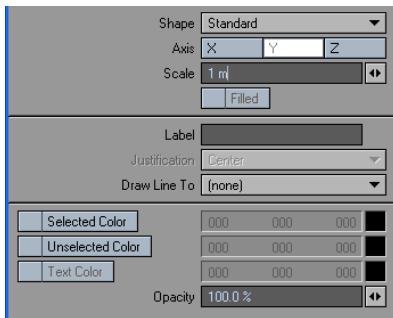 Shape Standard
Axis X Y Z
Scale 1 m
Filled
Label
Justification Center
Draw Line To (none)
Selected Color 000 000 000
Unselected Color 000 000 000
Text Color 000 000 000
Opacity 100.0 %